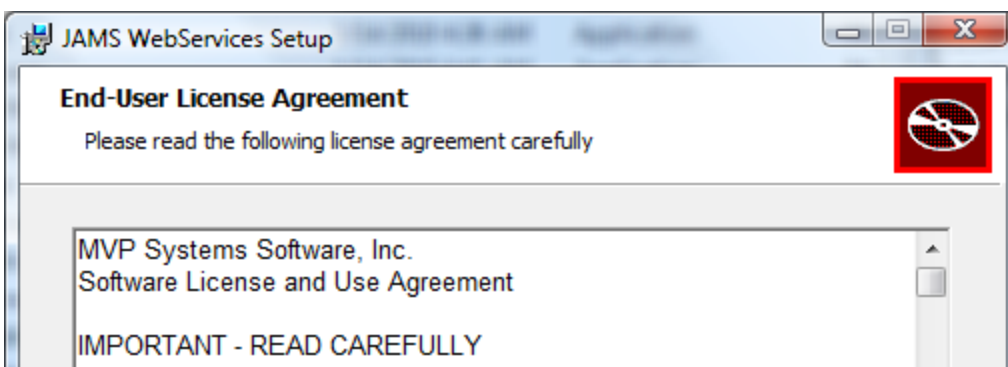 JAMS WebServices Setup
End-User License Agreement
Please read the following license agreement carefully
MVP Systems Software, Inc.
Software License and Use Agreement
IMPORTANT - READ CAREFULLY